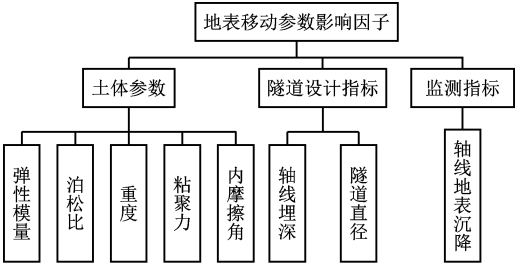 地表移动参数影响因子
土体参数
隧道设计指标
监测指标
弹性模量
泊松比
重度
粘聚力
内摩擦角
轴线埋深
隧道直径
轴线地表沉降